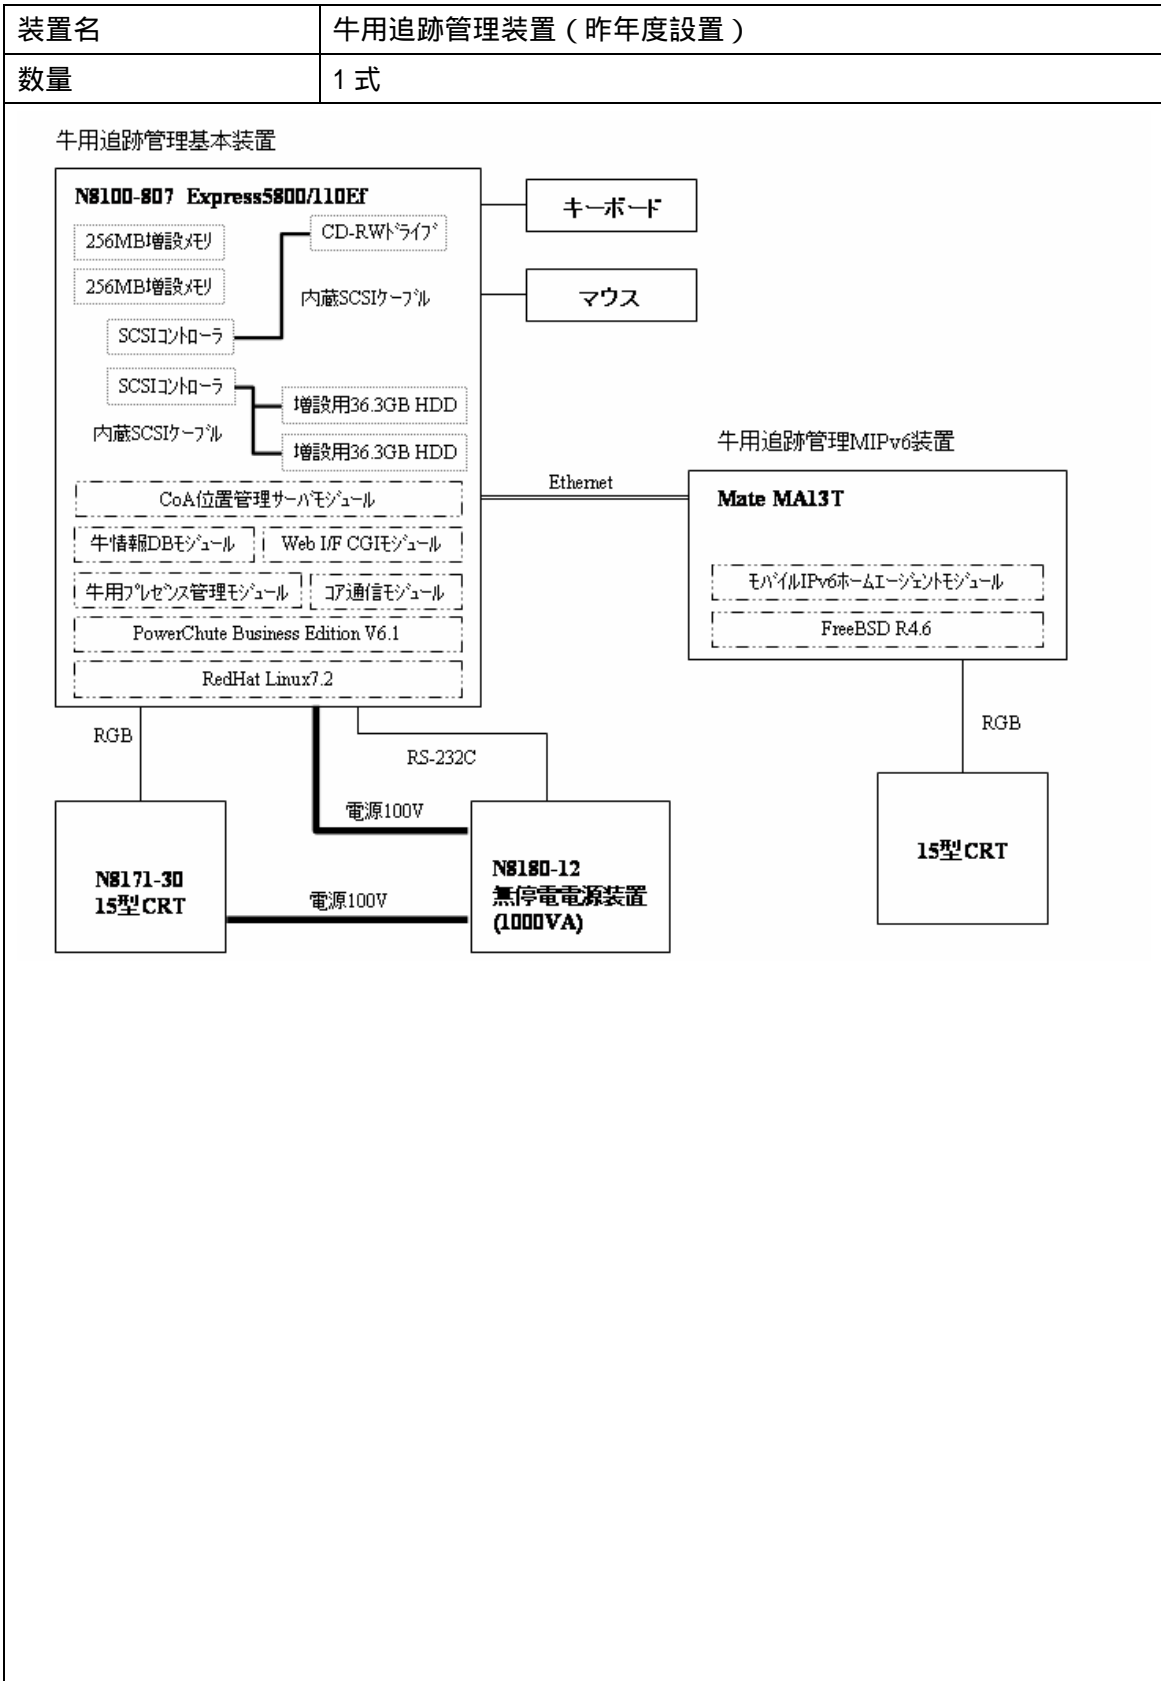 装置名
牛用追跡管理装置（昨年度設置）
数量
1 式
牛用追跡管理基本装置
N8100-807 Express5800/110Ef
キーボード
CD-RWﾄﾞﾗｲﾌﾞ
256MB増設ﾒﾓﾘ
256MB増設ﾒﾓﾘ
内蔵SCSIｹｰﾌﾞﾙ
マウス
SCSIｺﾝﾄﾛｰﾗ
SCSIｺﾝﾄﾛｰﾗ
増設用36.3GB HDD
内蔵SCSIｹｰﾌﾞﾙ
増設用36.3GB HDD
牛用追跡管理MIPv6装置
Ethernet
CoA位置管理ｻｰﾊﾞﾓｼﾞｭｰﾙ
Mate MA13T
牛情報DBﾓｼﾞｭｰﾙ
Web I/F CGIﾓｼﾞｭｰﾙ
ﾓﾊﾞｲﾙIPv6ﾎｰﾑｴｰｼﾞｪﾝﾄﾓｼﾞｭｰﾙ
牛用ﾌﾟﾚｾﾞﾝｽ管理ﾓｼﾞｭｰﾙ
ｺｱ通信ﾓｼﾞｭｰﾙ
PowerChute Business Edition V6.1
FreeBSD R4.6
RedHat Linux7.2
RGB
RS-232C
RGB
電源100V
N8171-30
15型CRT
電源100V
N8180-12
無停電電源装置
(1000VA)
15型CRT